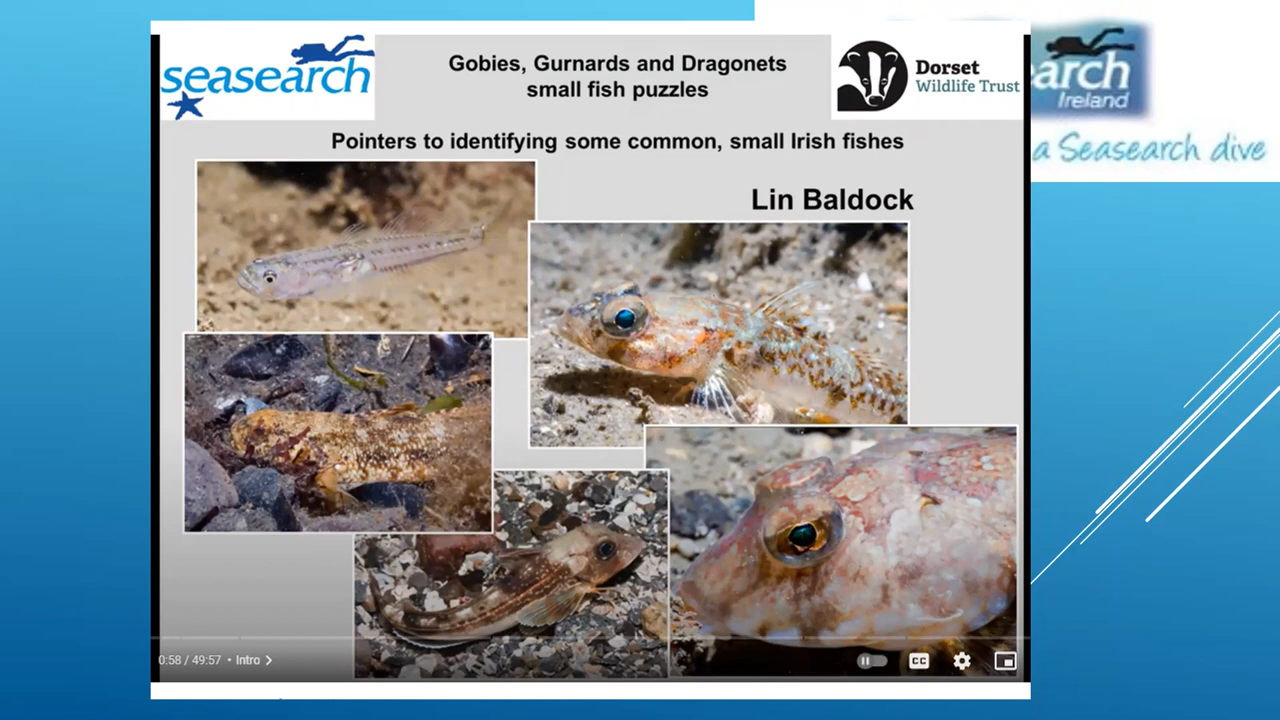 seasearch
Gobies, Gurnards and Dragonets
small fish puzzles
Dorset
Wildlife Trust
arch
Ireland
a Seasearch dive
Pointers to identifying some common, small Irish fishes
Lin Baldock
0:58 / 49:57 • Intro
CC